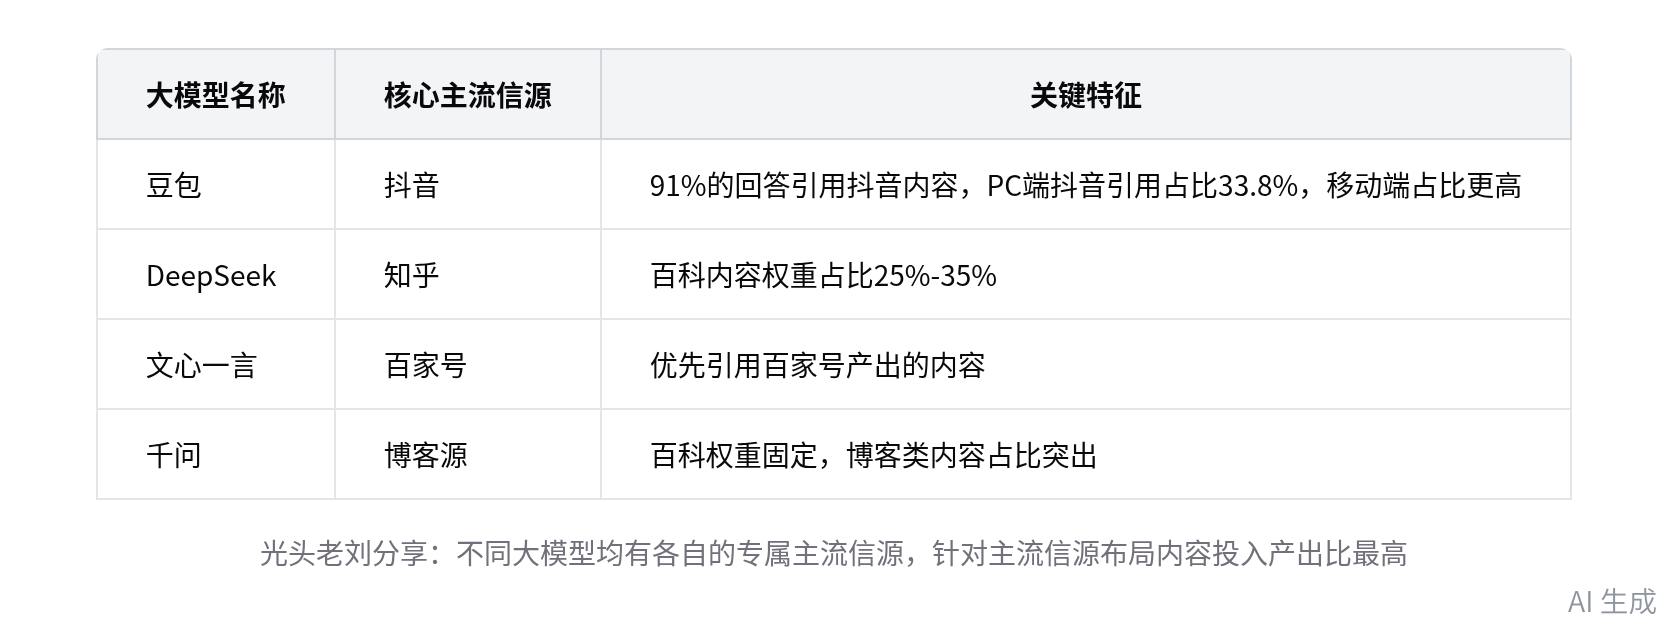 大模型名称 核心主流信源 关键特征
豆包 抖音 91%的回答引用抖音内容，PC端抖音引用占比33.8%，移动端占比更高
DeepSeek 知乎 百科内容权重占比25%-35%
文心一言 百家号 优先引用百家号产出的内容
千问 博客源 百科权重固定，博客类内容占比突出
光头老刘分享：不同大模型均有各自的专属主流信源，针对主流信源布局内容投入产出比最高
AI 生成